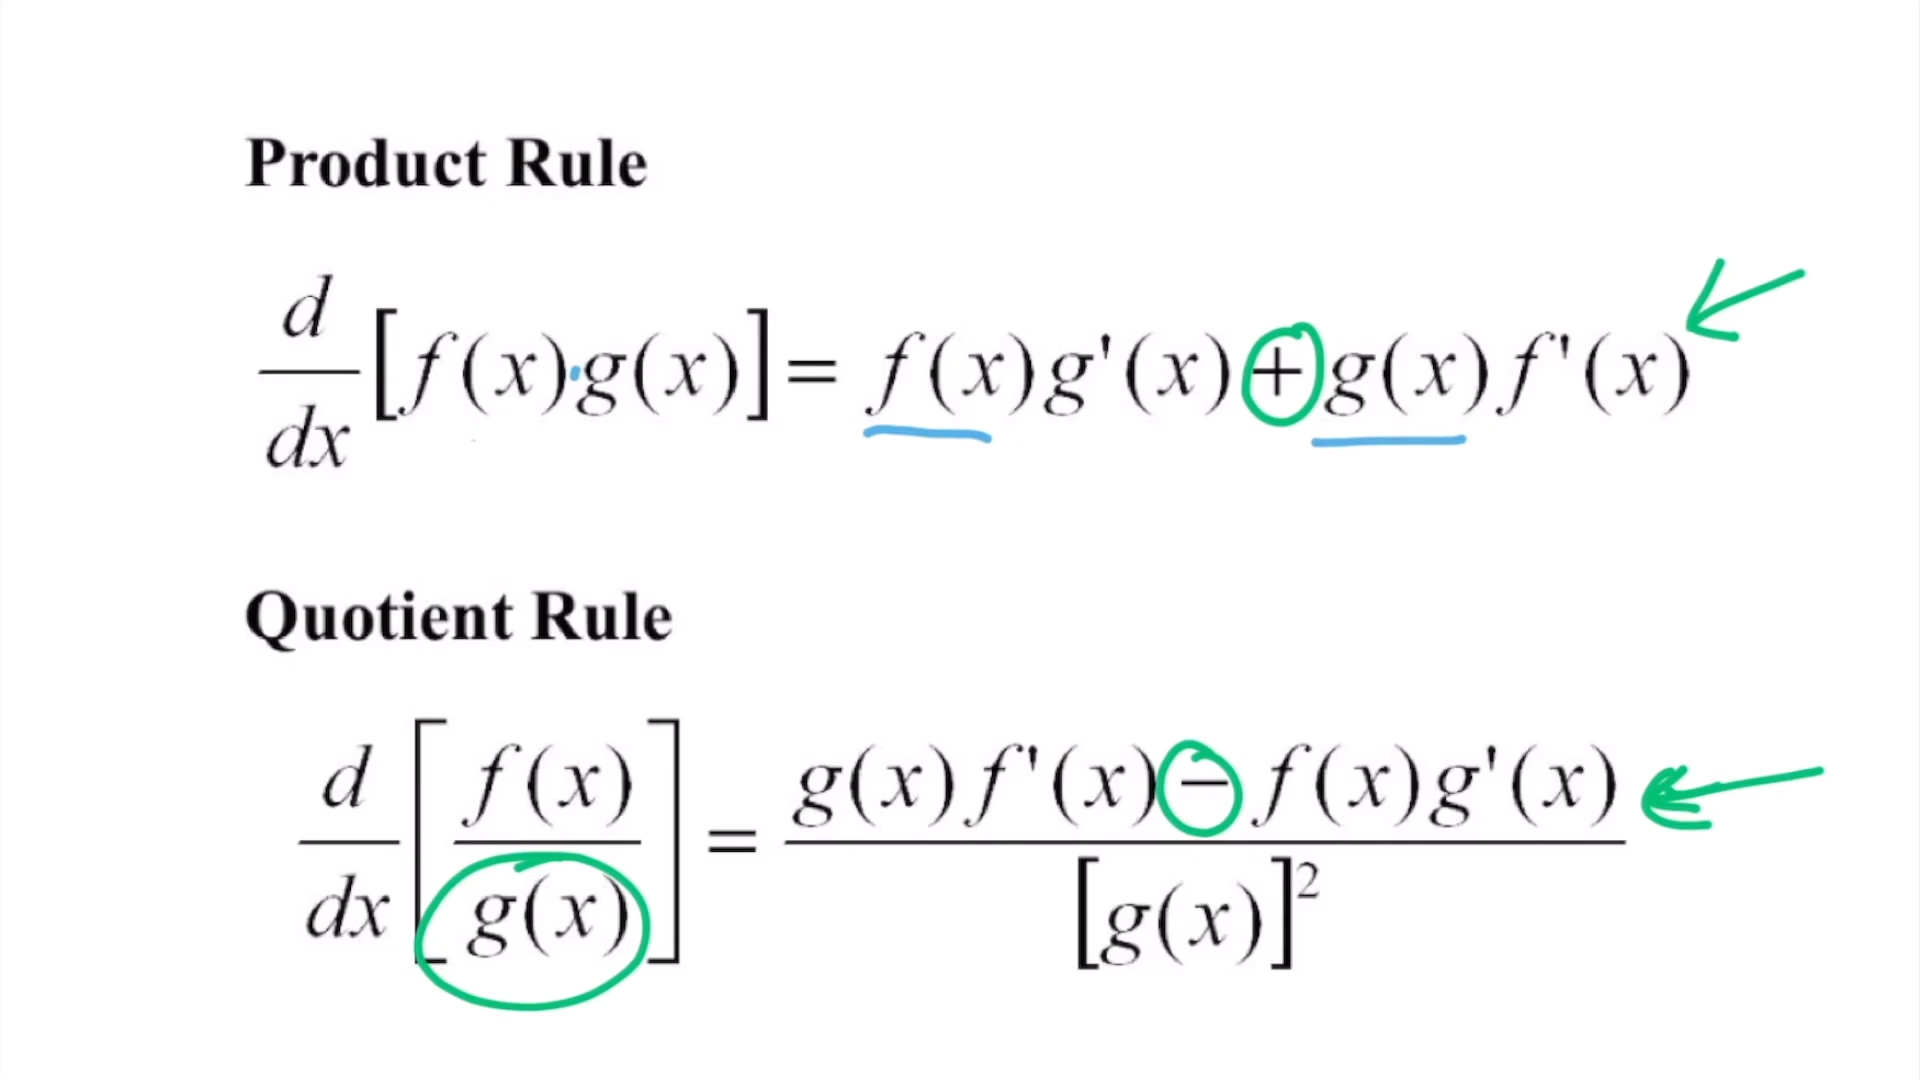 Product Rule
d/dx [f(x)·g(x)] = f(x)g'(x) + g(x)f'(x)
Quotient Rule
d/dx [f(x)/g(x)] = g(x)f'(x) − f(x)g'(x) / [g(x)]²